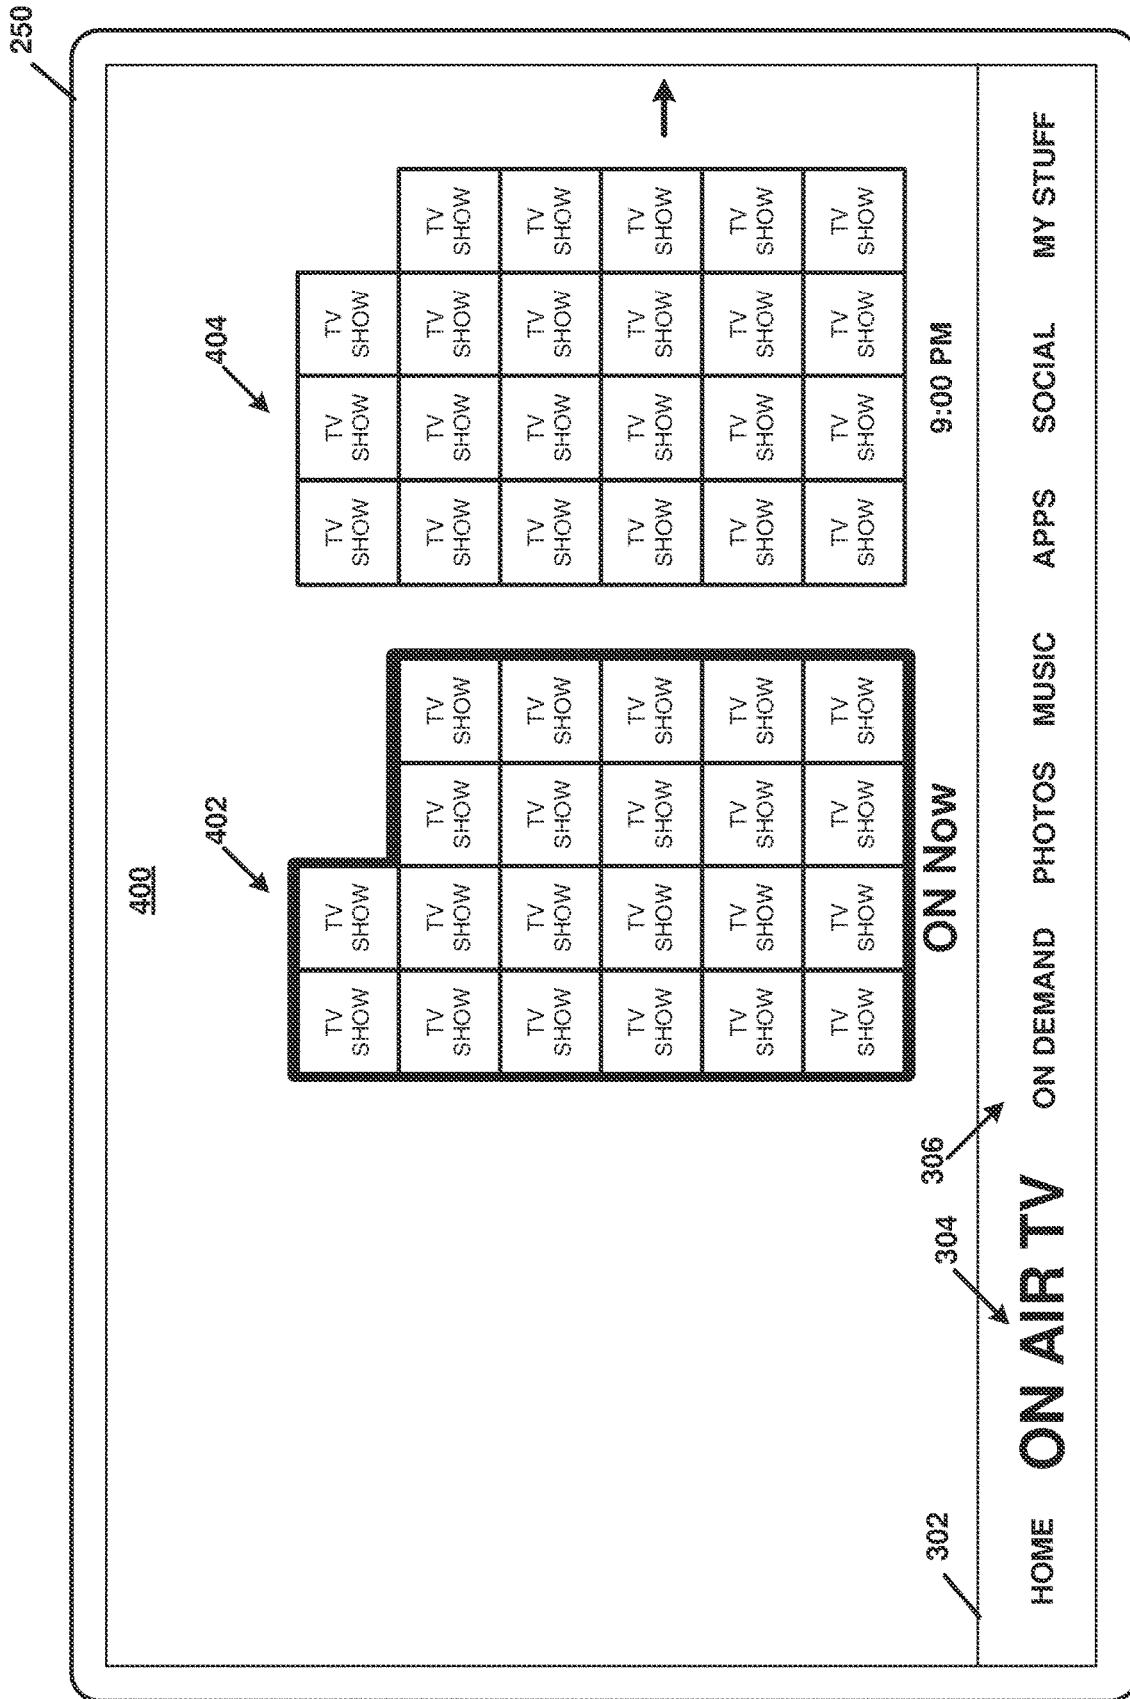 250
400
402
404
TV TV TV TV TV
SHOW SHOW SHOW SHOW SHOW
TV TV TV TV TV TV TV TV
SHOW SHOW SHOW SHOW SHOW SHOW SHOW SHOW
TV TV TV TV TV TV TV TV
SHOW SHOW SHOW SHOW SHOW SHOW SHOW SHOW
TV TV TV TV TV TV TV TV
SHOW SHOW SHOW SHOW SHOW SHOW SHOW SHOW
TV TV TV TV TV TV TV TV
SHOW SHOW SHOW SHOW SHOW SHOW SHOW SHOW
TV TV TV TV TV TV TV TV
SHOW SHOW SHOW SHOW SHOW SHOW SHOW SHOW
ON NOW
9:00 PM
302
304
306
HOME ON AIR TV ON DEMAND PHOTOS MUSIC APPS SOCIAL MY STUFF